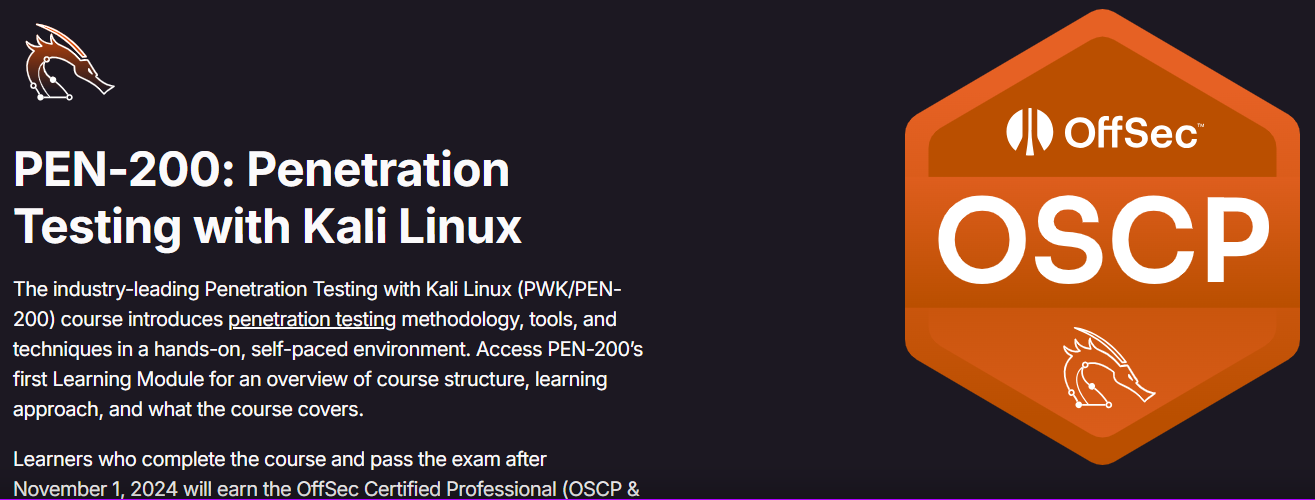 PEN-200: Penetration
Testing with Kali Linux
The industry-leading Penetration Testing with Kali Linux (PWK/PEN-
200) course introduces penetration testing methodology, tools, and
techniques in a hands-on, self-paced environment. Access PEN-200’s
first Learning Module for an overview of course structure, learning
approach, and what the course covers.
Learners who complete the course and pass the exam after
November 1, 2024 will earn the OffSec Certified Professional (OSCP &
OffSec™
OSCP